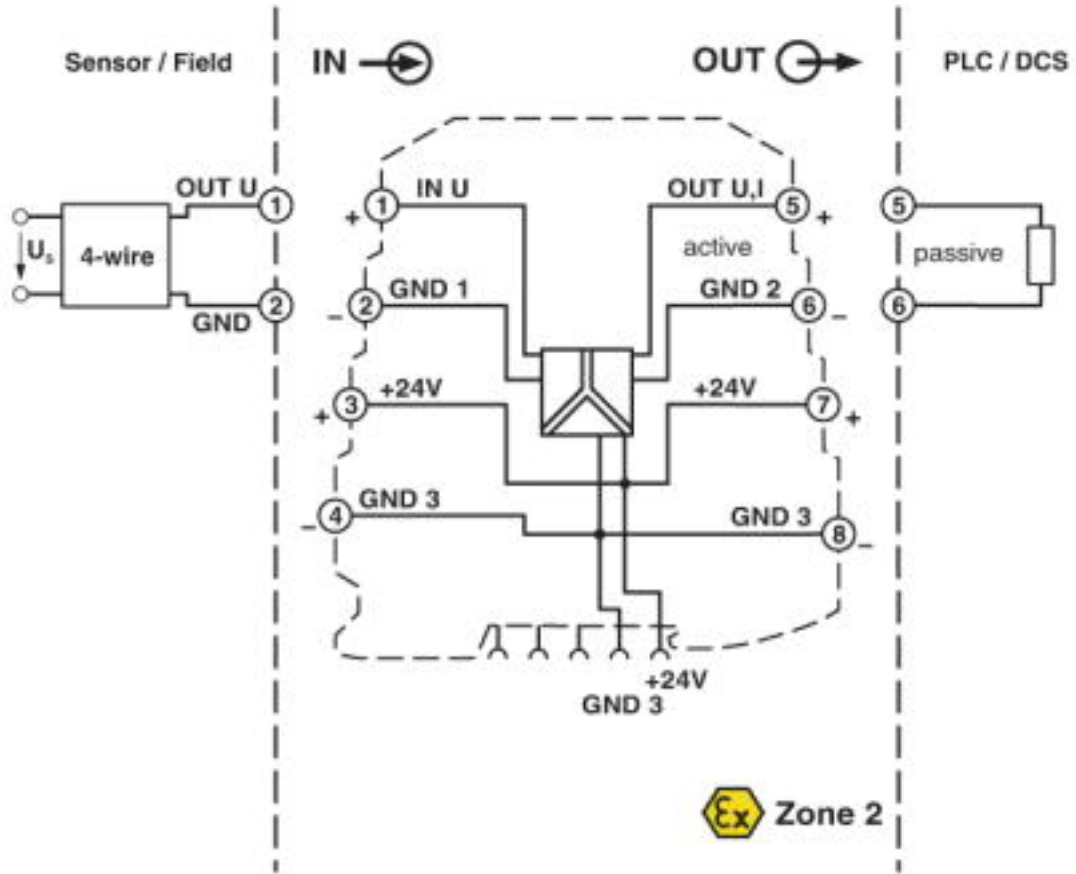 Sensor / Field
IN
OUT
PLC / DCS
OUT U
1
1
IN U
OUT U,I
5
5
+
+
Us
4-wire
active
passive
2
GND
2
GND 1
GND 2
6
6
–
–
3
+24V
+24V
7
+
+
4
GND 3
GND 3
8
–
–
+24V
GND 3
Ex
Zone 2